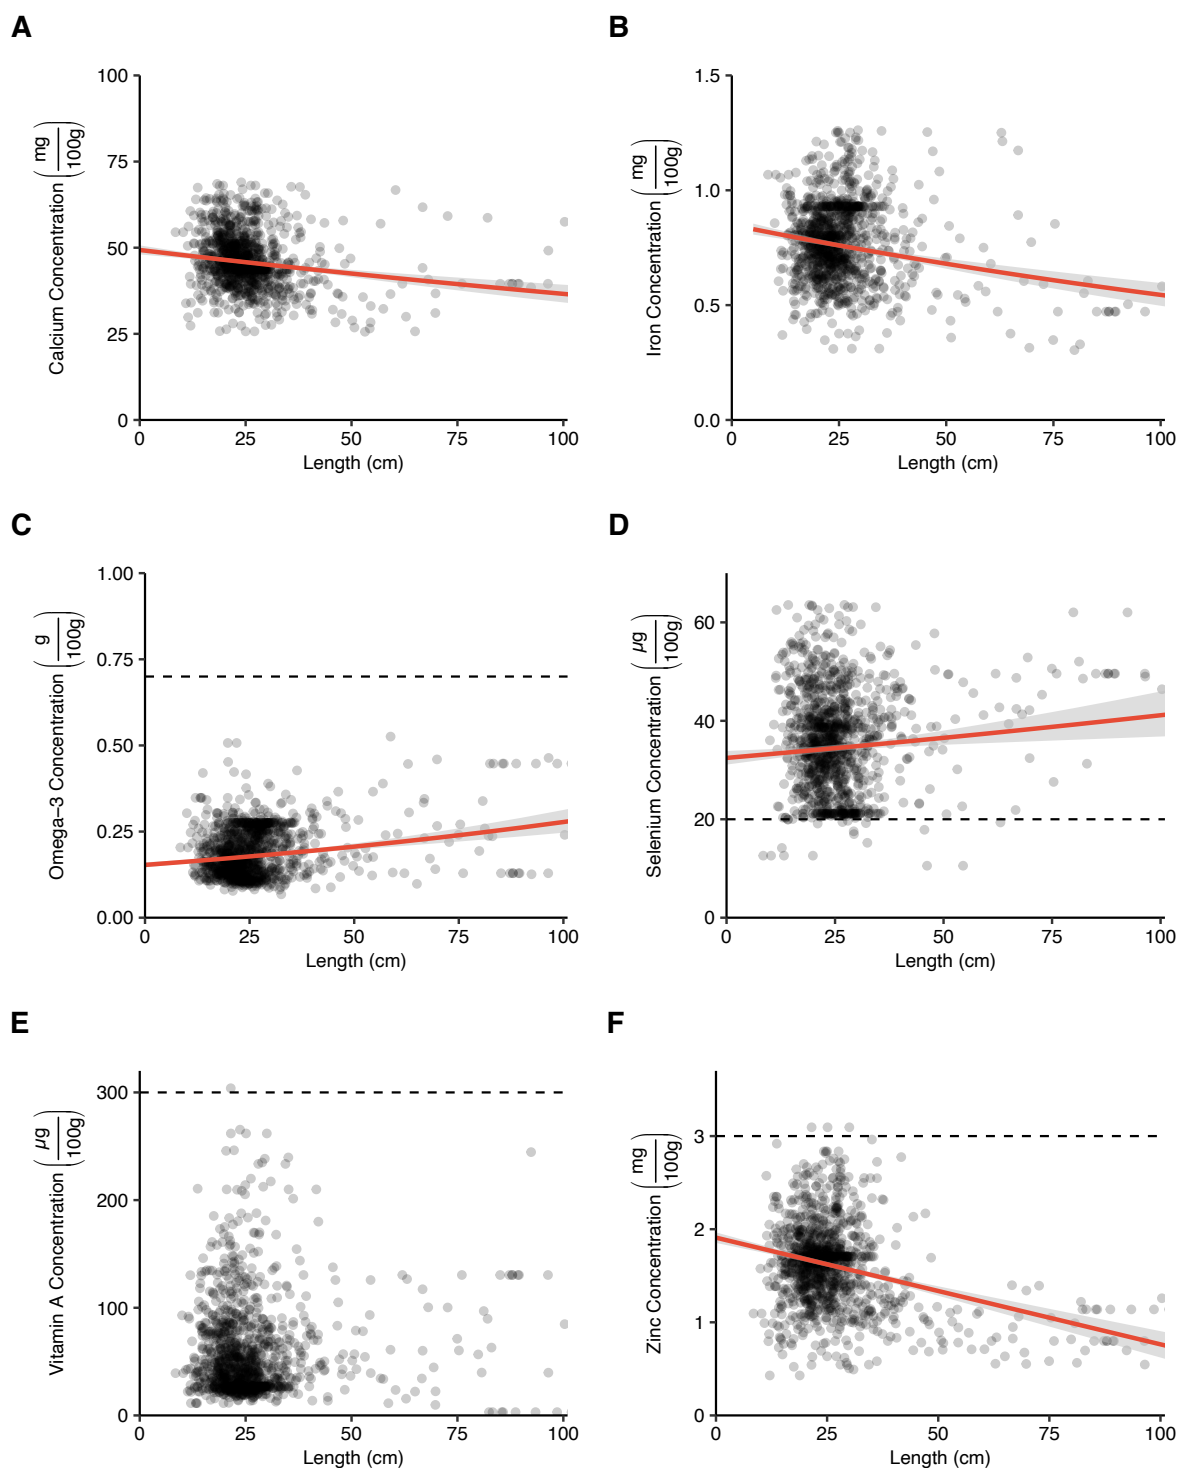 A
Calcium Concentration (mg/100g)
100
75
50
25
0
0 25 50 75 100
Length (cm)
B
Iron Concentration (mg/100g)
1.5
1.0
0.5
0.0
0 25 50 75 100
Length (cm)
C
Omega−3 Concentration (g/100g)
1.00
0.75
0.50
0.25
0.00
0 25 50 75 100
Length (cm)
D
Selenium Concentration (µg/100g)
60
40
20
0
0 25 50 75 100
Length (cm)
E
Vitamin A Concentration (µg/100g)
300
200
100
0
0 25 50 75 100
Length (cm)
F
Zinc Concentration (mg/100g)
3
2
1
0
0 25 50 75 100
Length (cm)